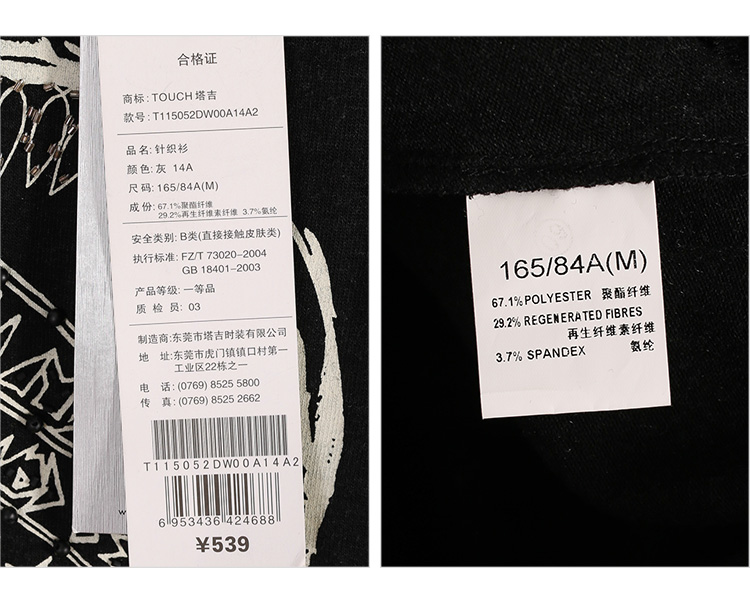 合格证
商标: TOUCH 塔吉
款号: T115052DW00A14A2
品名: 针织衫
颜色: 灰 14A
尺码: 165/84A(M)
成份: 67.1%聚酯纤维
29.2%再生纤维素纤维 3.7%氨纶
安全类别: B类(直接接触皮肤类)
执行标准: FZ/T 73020-2004
GB 18401-2003
产品等级: 一等品
质 检 员: 03
制造商: 东莞市塔吉时装有限公司
地 址: 东莞市虎门镇镇口村第一
工业区22栋之一
电 话: (0769) 8525 5800
传 真: (0769) 8525 2662
T115052DW00A14A2
6 953436 424688
¥539
w
165/84A(M)
67.1% POLYESTER 聚酯纤维
29.2% REGENERATED FIBRES
再生纤维素纤维
3.7% SPANDEX 氨纶